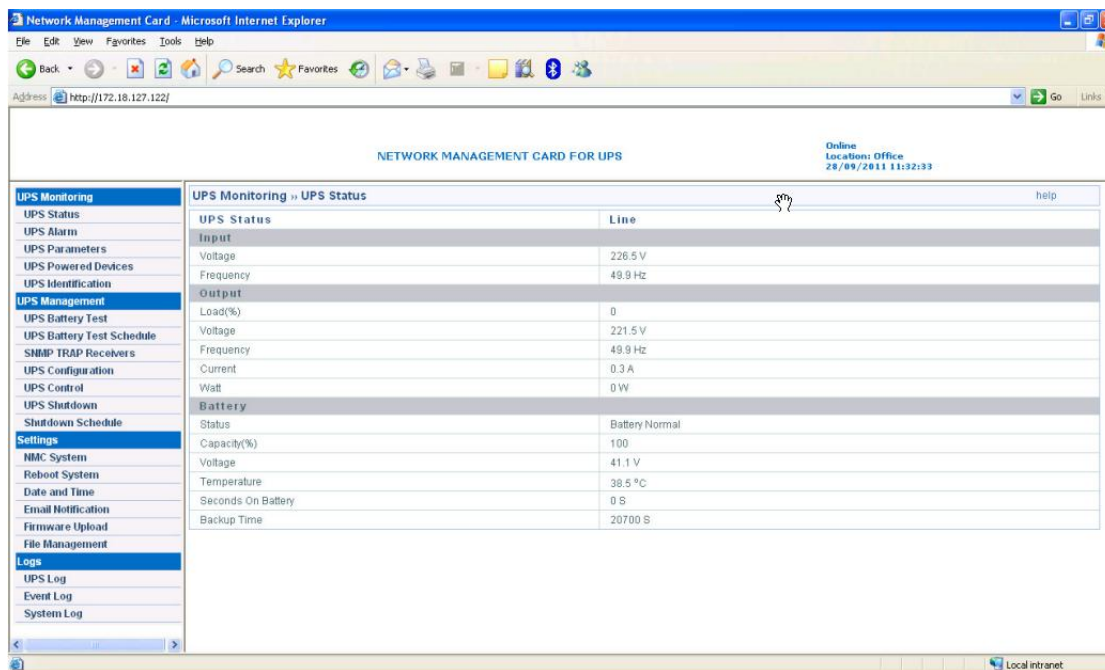 Network Management Card - Microsoft Internet Explorer
File Edit View Favorites Tools Help
Back Search Favorites
Address http://172.18.127.122/ Go Links
NETWORK MANAGEMENT CARD FOR UPS
Online
Location: Office
28/09/2011 11:32:33
UPS Monitoring
UPS Status
UPS Alarm
UPS Parameters
UPS Powered Devices
UPS Identification
UPS Management
UPS Battery Test
UPS Battery Test Schedule
SNMP TRAP Receivers
UPS Configuration
UPS Control
UPS Shutdown
Shutdown Schedule
Settings
NMC System
Reboot System
Date and Time
Email Notification
Firmware Upload
File Management
Logs
UPS Log
Event Log
System Log
UPS Monitoring » UPS Status help
UPS Status Line
Input
Voltage 226.5 V
Frequency 49.9 Hz
Output
Load(%) 0
Voltage 221.5 V
Frequency 49.9 Hz
Current 0.3 A
Watt 0 W
Battery
Status Battery Normal
Capacity(%) 100
Voltage 41.1 V
Temperature 38.5 °C
Seconds On Battery 0 S
Backup Time 20700 S
Local intranet